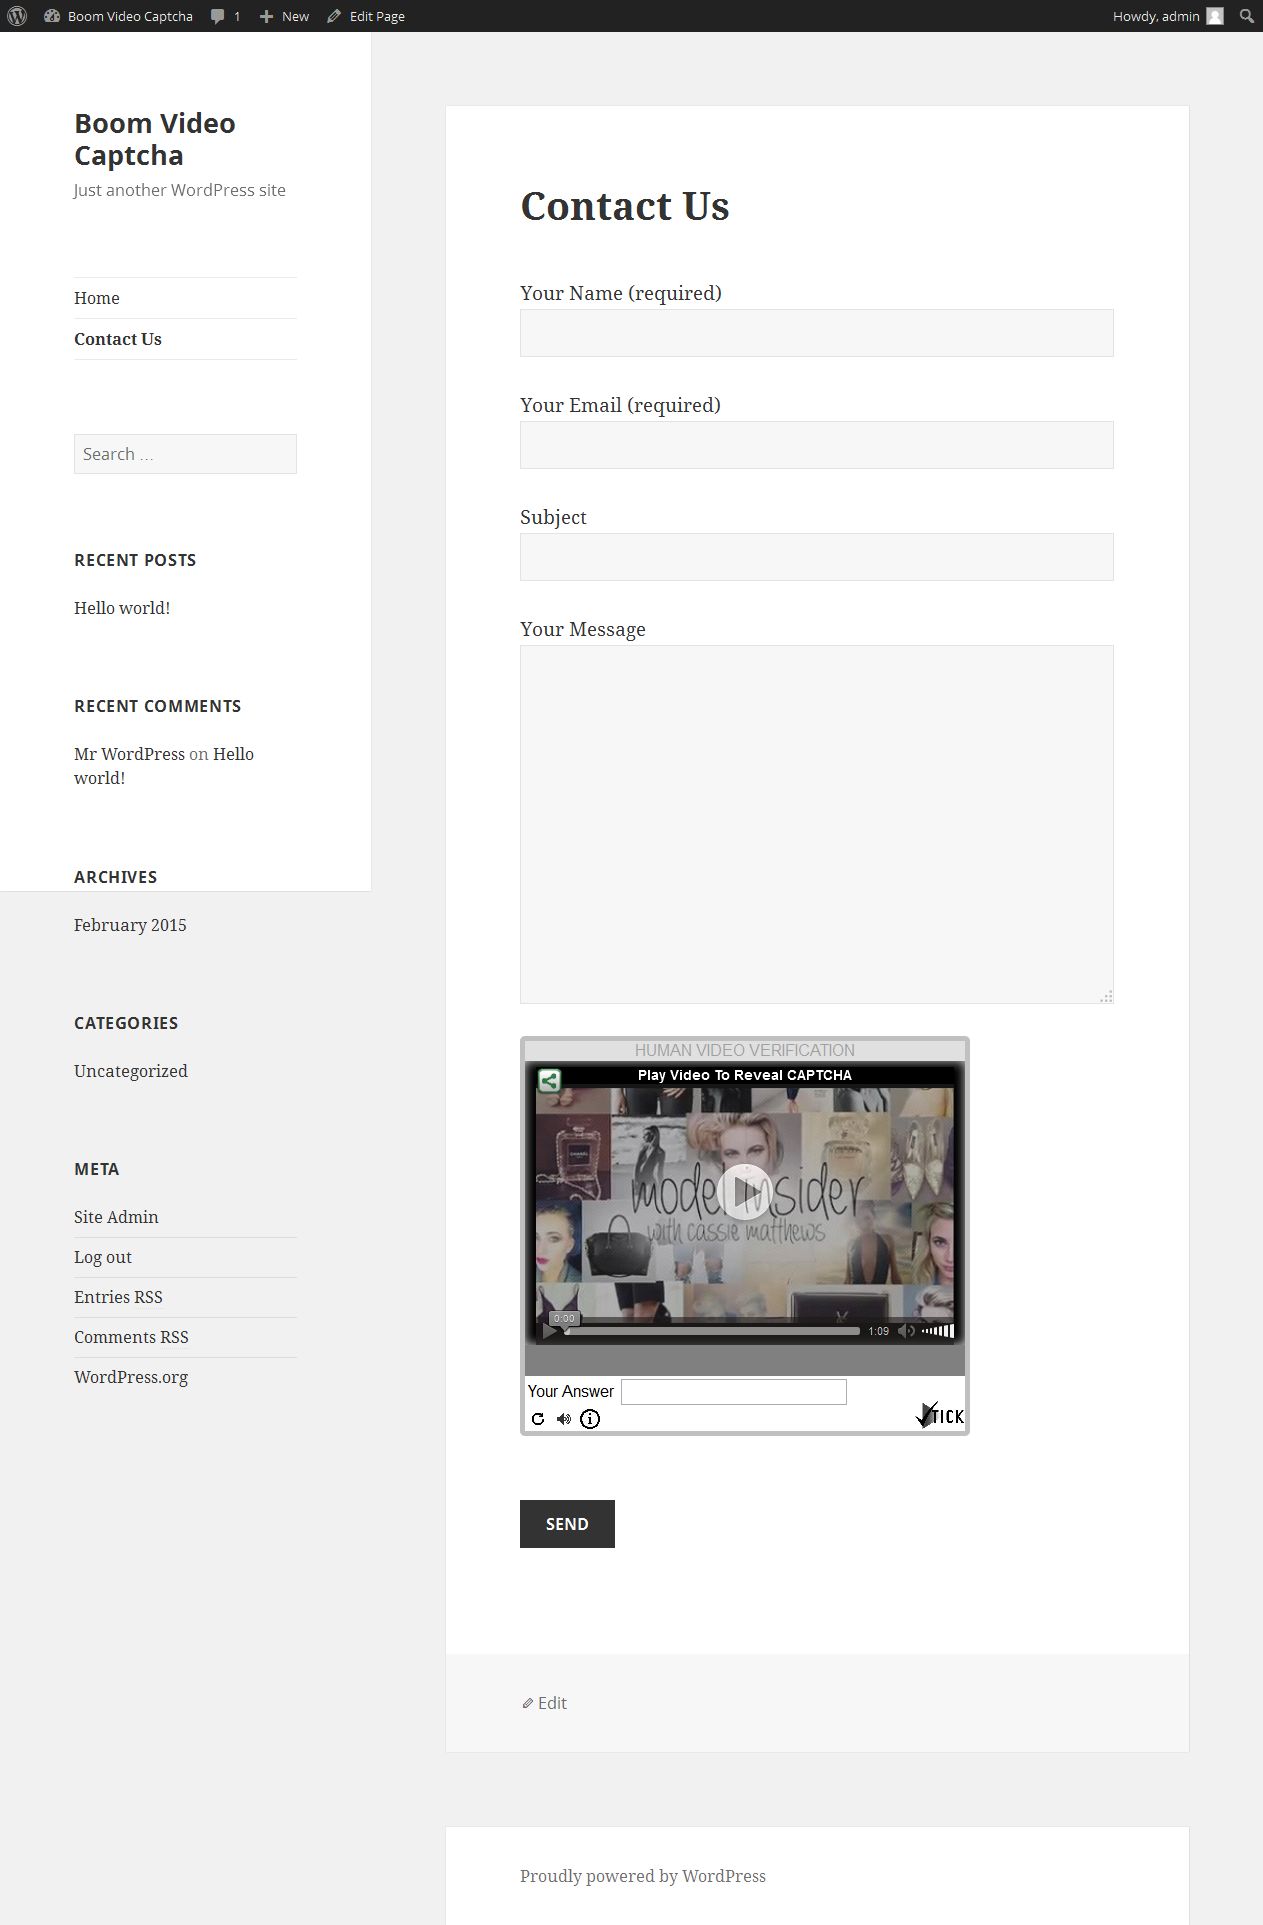 Boom Video Captcha
1
New
Edit Page
Howdy, admin
Boom Video
Captcha
Just another WordPress site
Home
Contact Us
Search …
RECENT POSTS
Hello world!
RECENT COMMENTS
Mr WordPress on Hello
world!
ARCHIVES
February 2015
CATEGORIES
Uncategorized
META
Site Admin
Log out
Entries RSS
Comments RSS
WordPress.org
Contact Us
Your Name (required)
Your Email (required)
Subject
Your Message
HUMAN VIDEO VERIFICATION
Play Video To Reveal CAPTCHA
CHANEL
model insider
with cassie matthews
0:00
1:09
Your Answer
TICK
SEND
Edit
Proudly powered by WordPress